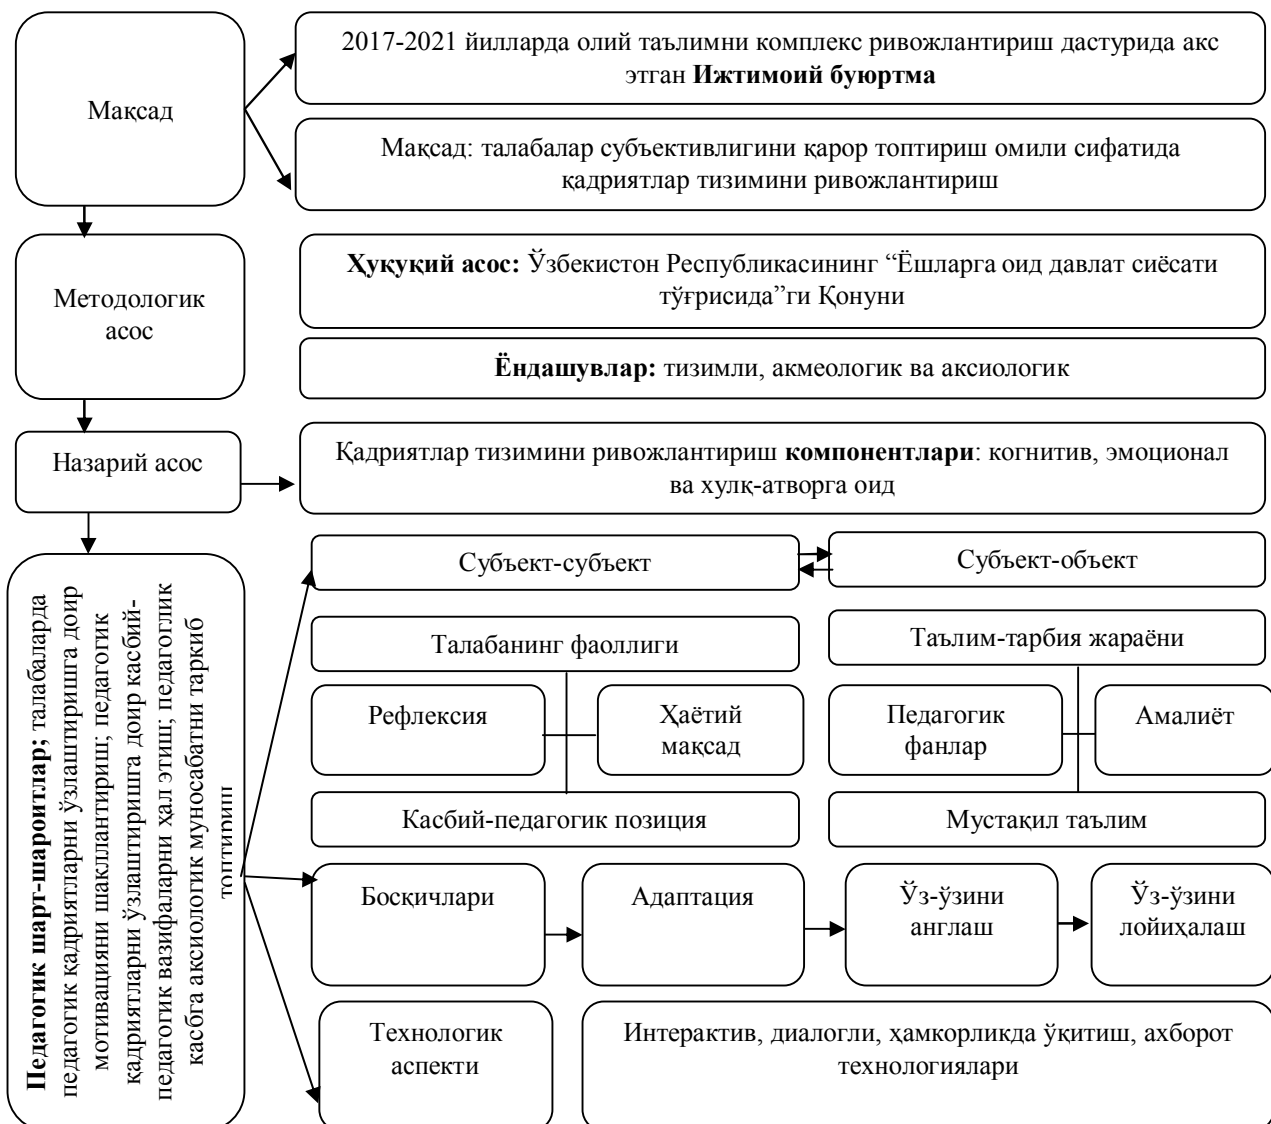 Мақсад
2017-2021 йилларда олий таълимни комплекс ривожлантириш дастурида акс
этган Ижтимоий буюртма
Мақсад: талабалар субъективлигини қарор топтириш омили сифатида
қадриятлар тизимини ривожлантириш
Методологик
асос
Ҳуқуқий асос: Ўзбекистон Республикасининг “Ёшларга оид давлат сиёсати
тўғрисида”ги Қонуни
Ёндашувлар: тизимли, акмеологик ва аксиологик
Назарий асос
Қадриятлар тизимини ривожлантириш компонентлари: когнитив, эмоционал
ва хулқ-атворга оид
Педагогик шарт-шароитлар; талабаларда
педагогик қадриятларни ўзлаштиришга доир
мотивацияни шакллантириш; педагогик
қадриятларни ўзлаштиришга доир касбий-
педагогик вазифаларни ҳал этиш; педагоглик
касбга аксиологик муносабатни таркиб
топтириш
Субъект-субъект
Субъект-объект
Талабанинг фаоллиги
Таълим-тарбия жараёни
Рефлексия
Ҳаётий
мақсад
Педагогик
фанлар
Амалиёт
Касбий-педагогик позиция
Мустақил таълим
Босқичлари
Адаптация
Ўз-ўзини
англаш
Ўз-ўзини
лойиҳалаш
Технологик
аспекти
Интерактив, диалогли, ҳамкорликда ўқитиш, ахборот
технологиялари